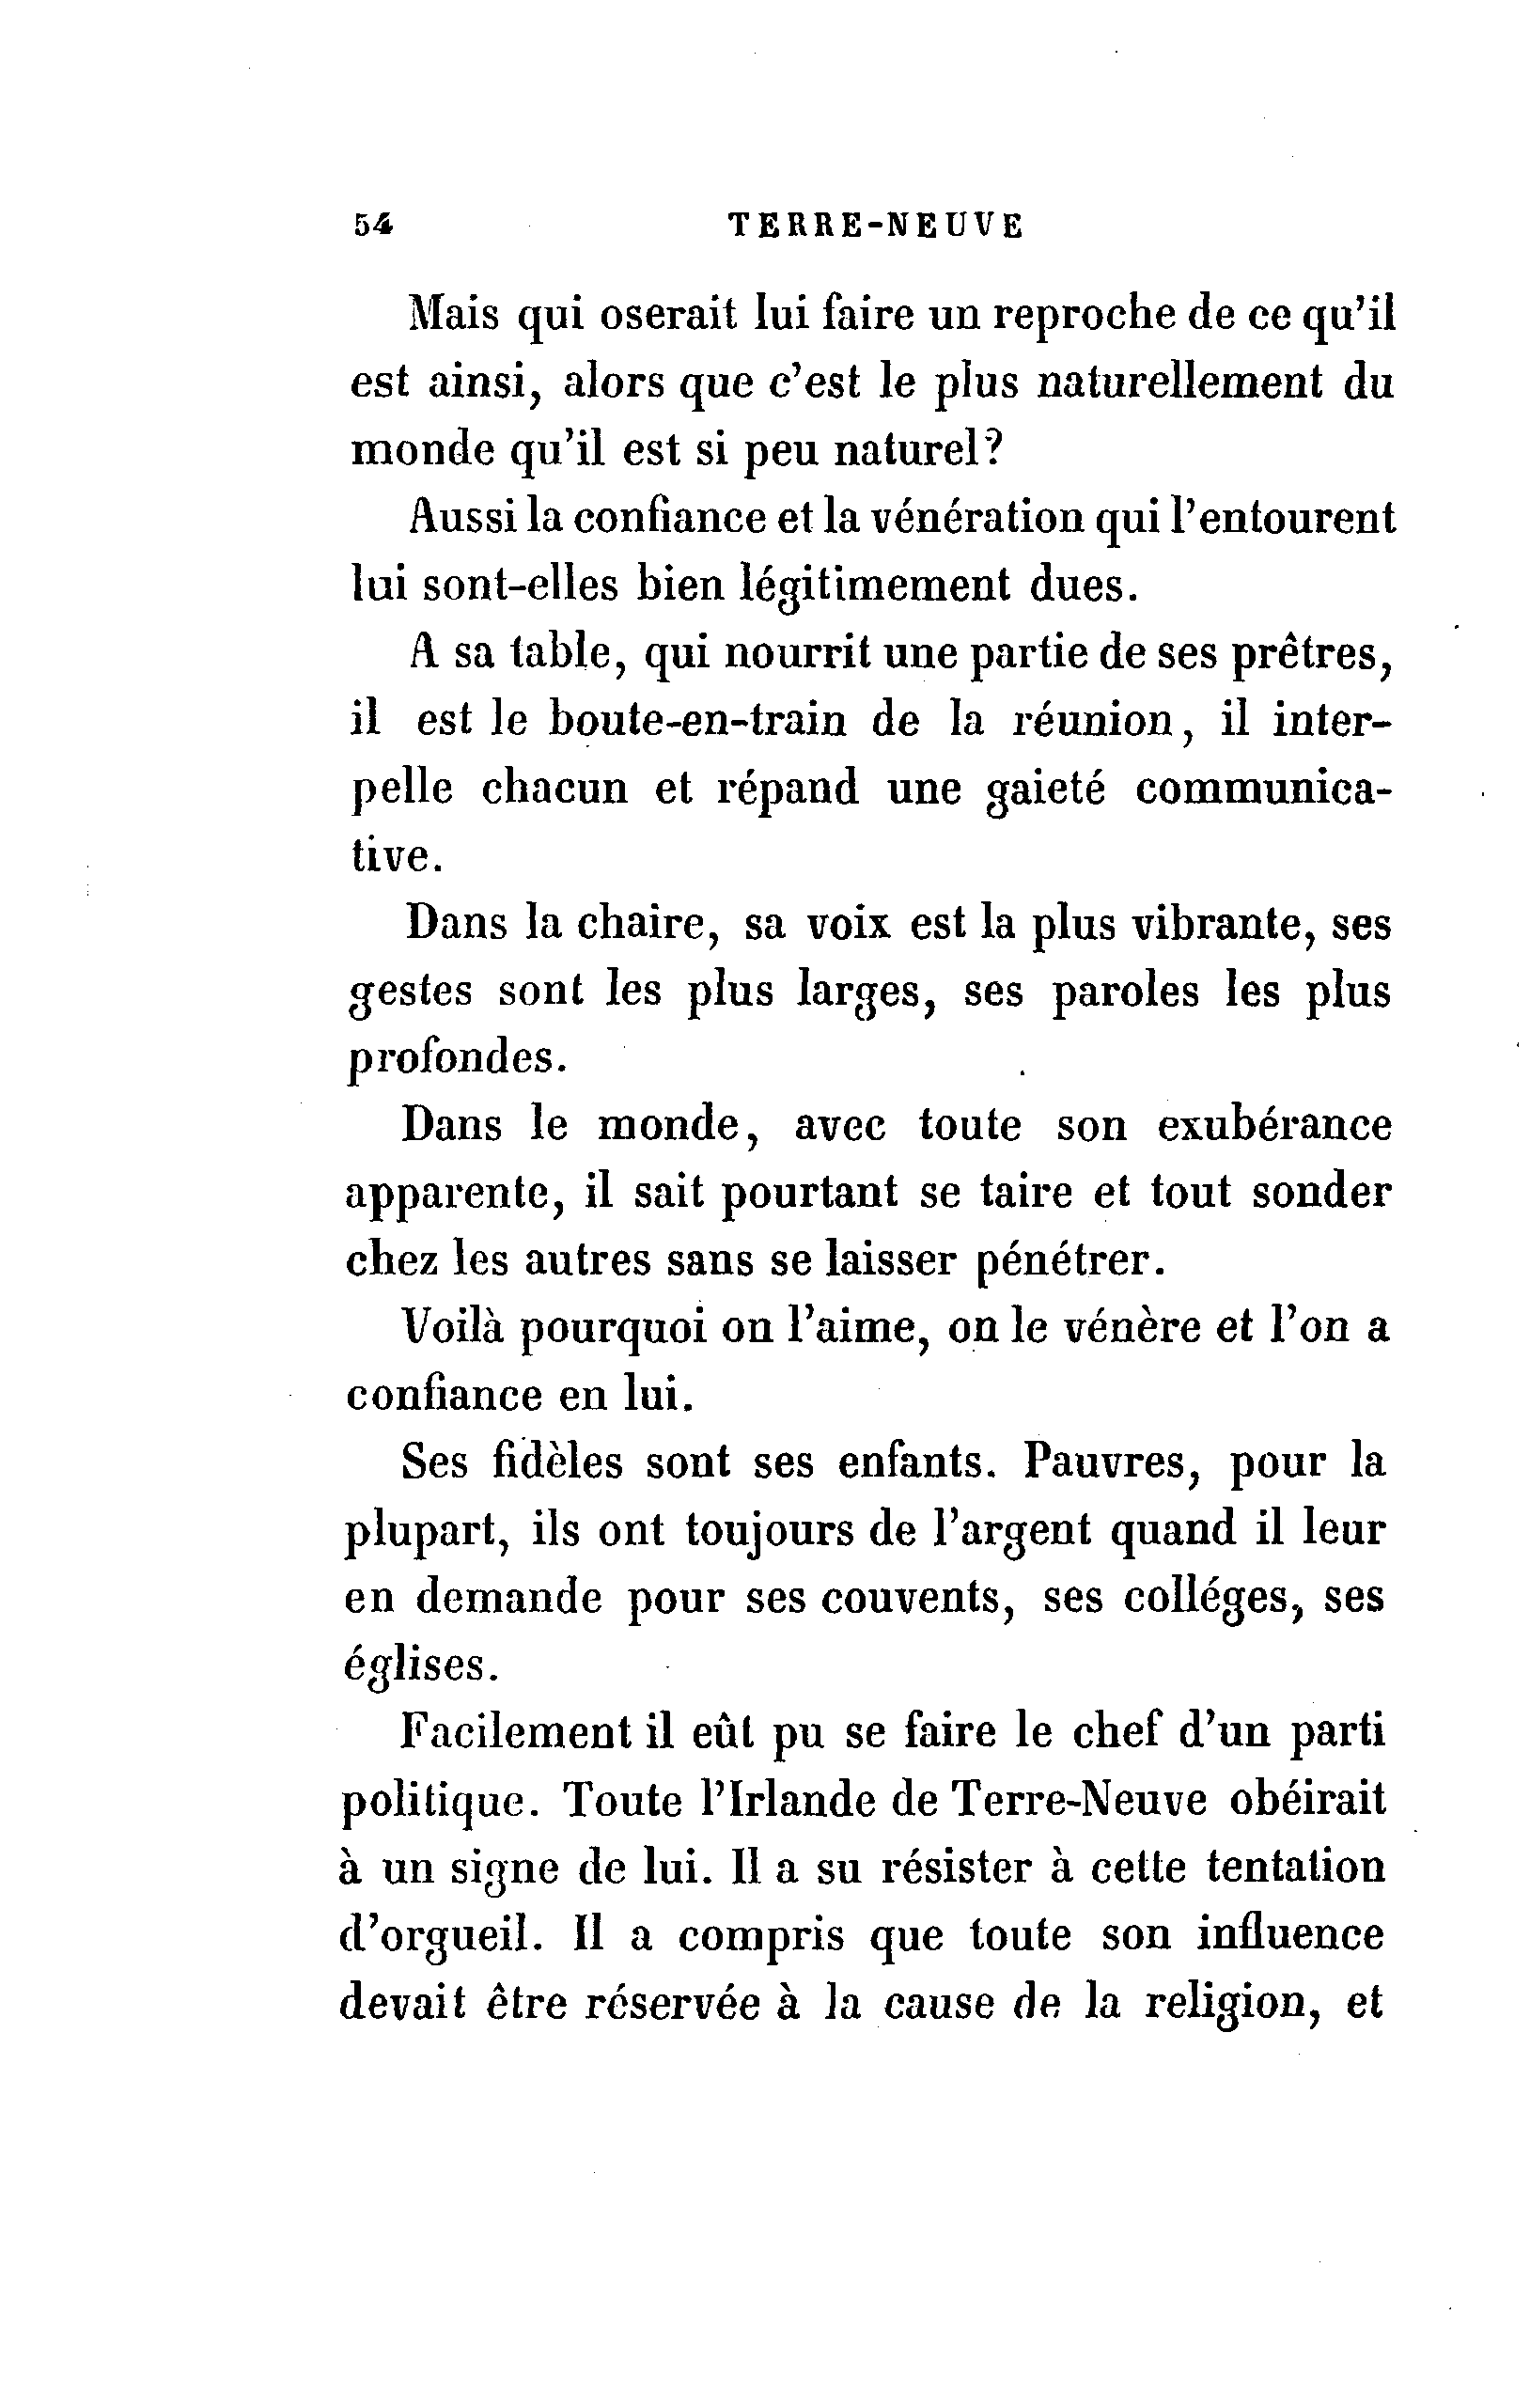 54 TERRE-NEUVE
Mais qui oserait lui faire un reproche de ce qu'il
est ainsi, alors que c'est le plus naturellement du
monde qu'il est si peu naturel?
Aussi la confiance et la vénération qui l'entourent
lui sont-elles bien légitimement dues.
A sa table, qui nourrit une partie de ses prêtres,
il est le boute-en-train de la réunion, il inter-
pelle chacun et répand une gaieté communica-
tive.
Dans la chaire, sa voix est la plus vibrante, ses
gestes sont les plus larges, ses paroles les plus
profondes.
Dans le monde, avec toute son exubérance
apparente, il sait pourtant se taire et tout sonder
chez les autres sans se laisser pénétrer.
Voilà pourquoi on l'aime, on le vénère et l'on a
confiance en lui.
Ses fidèles sont ses enfants. Pauvres, pour la
plupart, ils ont toujours de l'argent quand il leur
en demande pour ses couvents, ses colléges, ses
églises.
Facilement il eût pu se faire le chef d'un parti
politique. Toute l'Irlande de Terre-Neuve obéirait
à un signe de lui. Il a su résister à cette tentation
d'orgueil. Il a compris que toute son influence
devait être réservée à la cause de la religion, et